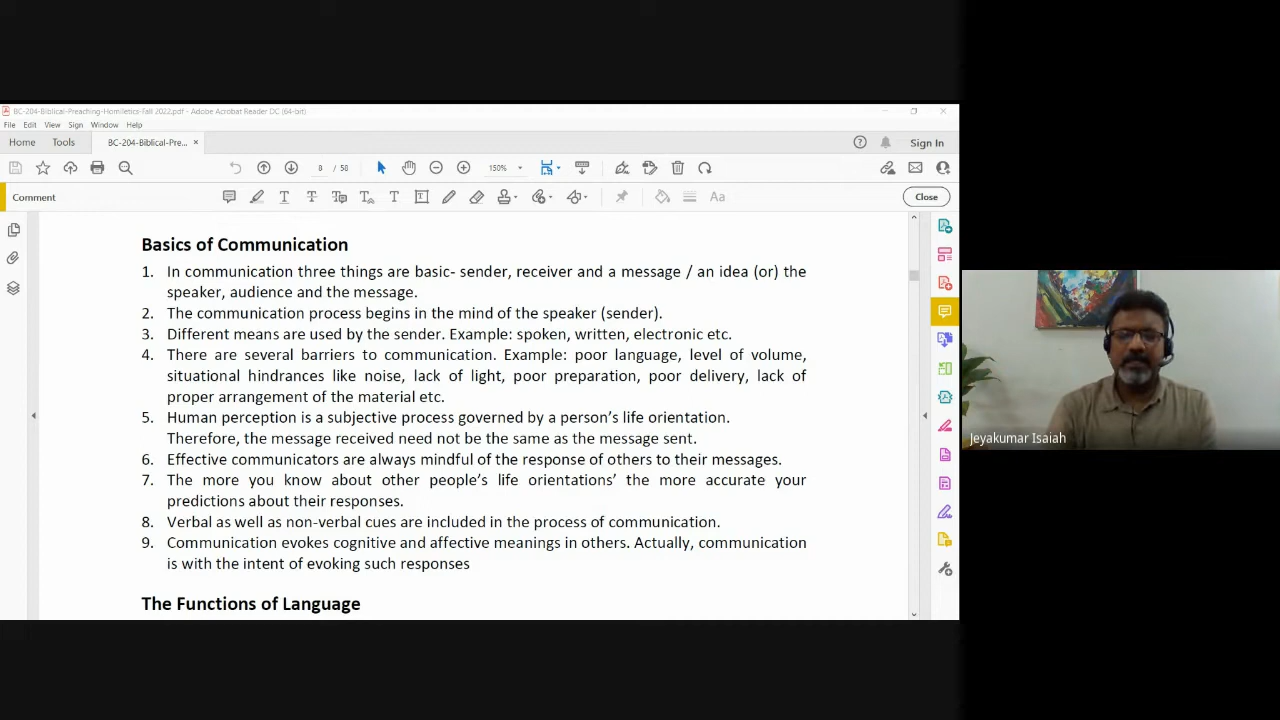 BC-204-Biblical-Preaching-Homiletics-Fall 2022.pdf - Adobe Acrobat Reader DC (64-bit)
File Edit View Sign Window Help
Home Tools BC-204-Biblical-Pre... × Sign In
8 / 58 150%
Comment Close
Basics of Communication
1. In communication three things are basic- sender, receiver and a message / an idea (or) the
speaker, audience and the message.
2. The communication process begins in the mind of the speaker (sender).
3. Different means are used by the sender. Example: spoken, written, electronic etc.
4. There are several barriers to communication. Example: poor language, level of volume,
situational hindrances like noise, lack of light, poor preparation, poor delivery, lack of
proper arrangement of the material etc.
5. Human perception is a subjective process governed by a person’s life orientation.
Therefore, the message received need not be the same as the message sent.
6. Effective communicators are always mindful of the response of others to their messages.
7. The more you know about other people’s life orientations’ the more accurate your
predictions about their responses.
8. Verbal as well as non-verbal cues are included in the process of communication.
9. Communication evokes cognitive and affective meanings in others. Actually, communication
is with the intent of evoking such responses
The Functions of Language
Jeyakumar Isaiah